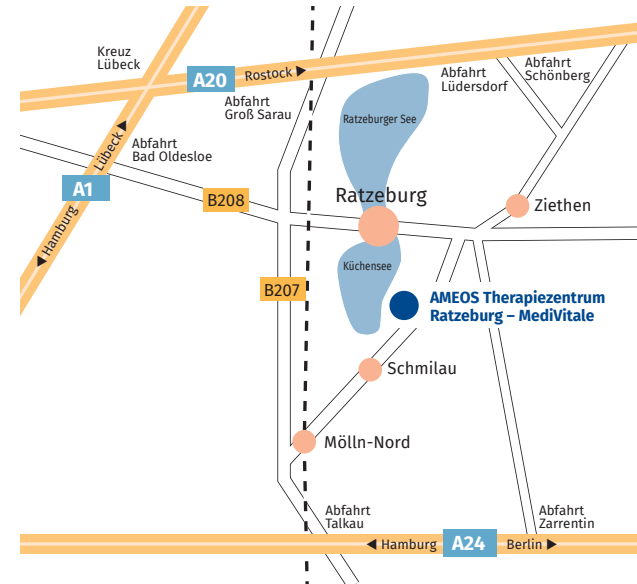 Kreuz
Lübeck
A20
Rostock
Abfahrt
Groß Sarau
Abfahrt
Lüdersdorf
Abfahrt
Schönberg
Lübeck
Abfahrt
Bad Oldesloe
A1
Hamburg
Ratzeburger See
B208
Ratzeburg
Ziethen
Küchensee
B207
AMEOS Therapiezentrum
Ratzeburg – MediVitale
Schmilau
Mölln-Nord
Abfahrt
Talkau
Abfahrt
Zarrentin
Hamburg
A24
Berlin